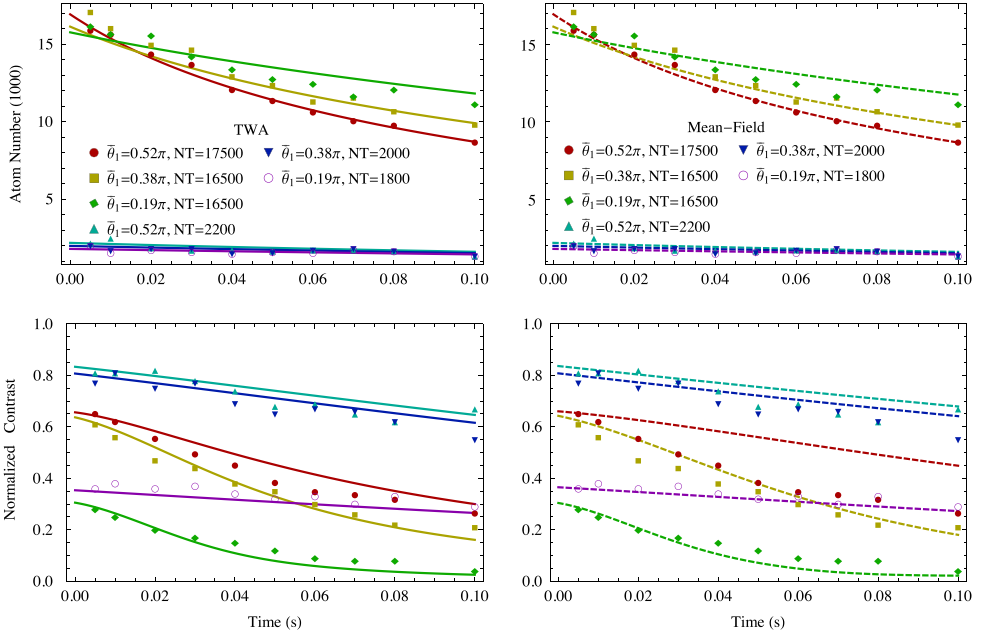 15
10
5
Atom Number (1000)
TWA
θ̅₁=0.52π, NT=17500
θ̅₁=0.38π, NT=16500
θ̅₁=0.19π, NT=16500
θ̅₁=0.52π, NT=2200
θ̅₁=0.38π, NT=2000
θ̅₁=0.19π, NT=1800
0.00 0.02 0.04 0.06 0.08 0.10
15
10
5
Mean-Field
θ̅₁=0.52π, NT=17500
θ̅₁=0.38π, NT=16500
θ̅₁=0.19π, NT=16500
θ̅₁=0.52π, NT=2200
θ̅₁=0.38π, NT=2000
θ̅₁=0.19π, NT=1800
0.00 0.02 0.04 0.06 0.08 0.10
1.0
0.8
0.6
0.4
0.2
0.0
Normalized Contrast
0.00 0.02 0.04 0.06 0.08 0.10
Time (s)
1.0
0.8
0.6
0.4
0.2
0.0
0.00 0.02 0.04 0.06 0.08 0.10
Time (s)